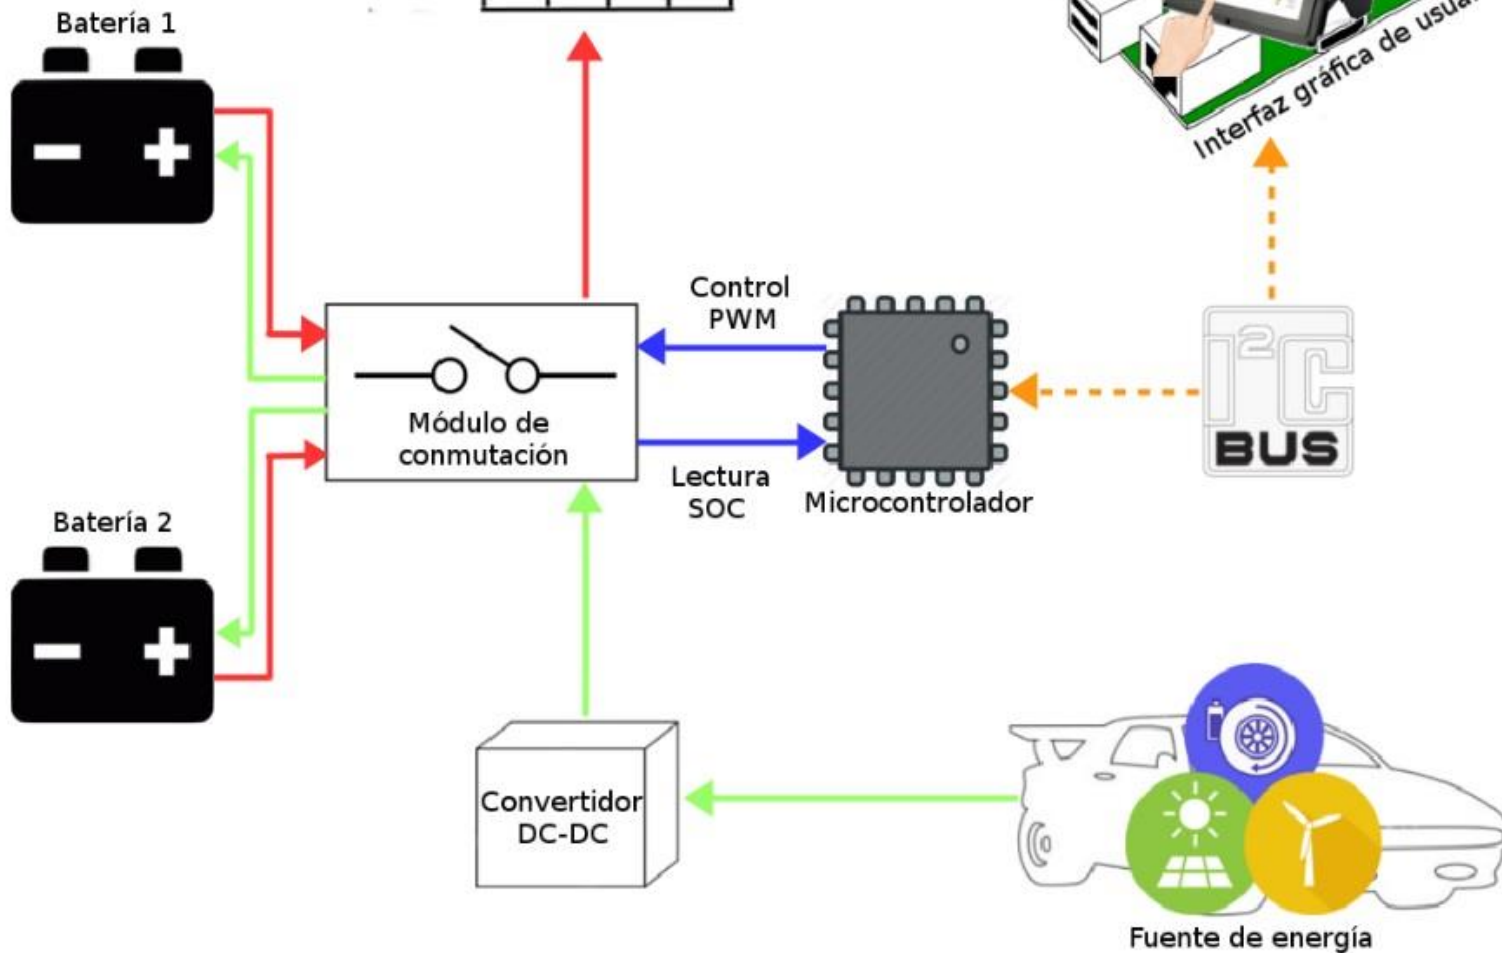 Batería 1
Interfaz gráfica de
Control
PWM
I²C
BUS
Módulo de
conmutación
Lectura
SOC
Microcontrolador
Batería 2
Convertidor
DC-DC
Fuente de energía